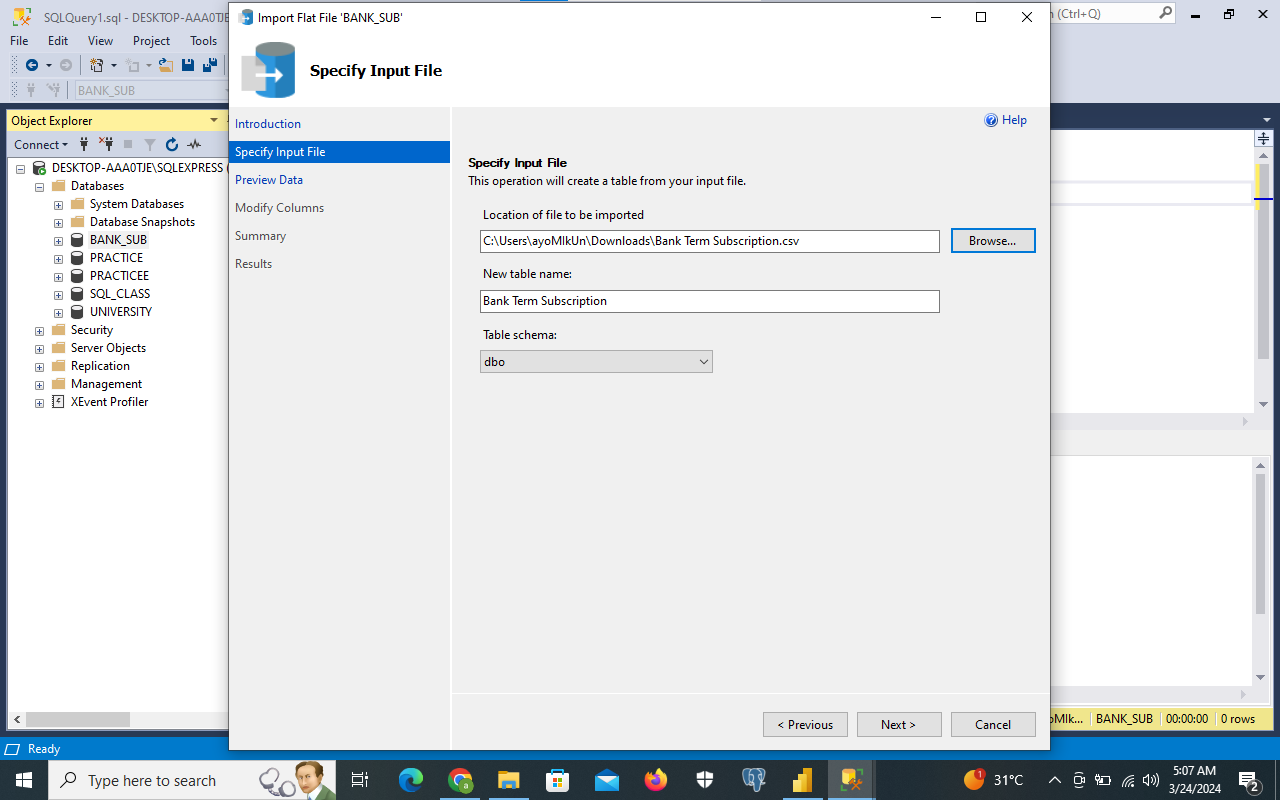 SQLQuery1.sql - DESKTOP-AAA0TJE
Import Flat File 'BANK_SUB'
(Ctrl+Q)
File Edit View Project Tools
Specify Input File
BANK_SUB
Object Explorer
Connect
DESKTOP-AAA0TJE\SQLEXPRESS (
Databases
System Databases
Database Snapshots
BANK_SUB
PRACTICE
PRACTICEE
SQL_CLASS
UNIVERSITY
Security
Server Objects
Replication
Management
XEvent Profiler
Introduction
Specify Input File
Preview Data
Modify Columns
Summary
Results
Help
Specify Input File
This operation will create a table from your input file.
Location of file to be imported
C:\Users\ayoMIkUn\Downloads\Bank Term Subscription.csv
Browse...
New table name:
Bank Term Subscription
Table schema:
dbo
< Previous
Next >
Cancel
BANK_SUB 00:00:00 0 rows
Ready
Type here to search
1
31°C
5:07 AM
3/24/2024
2